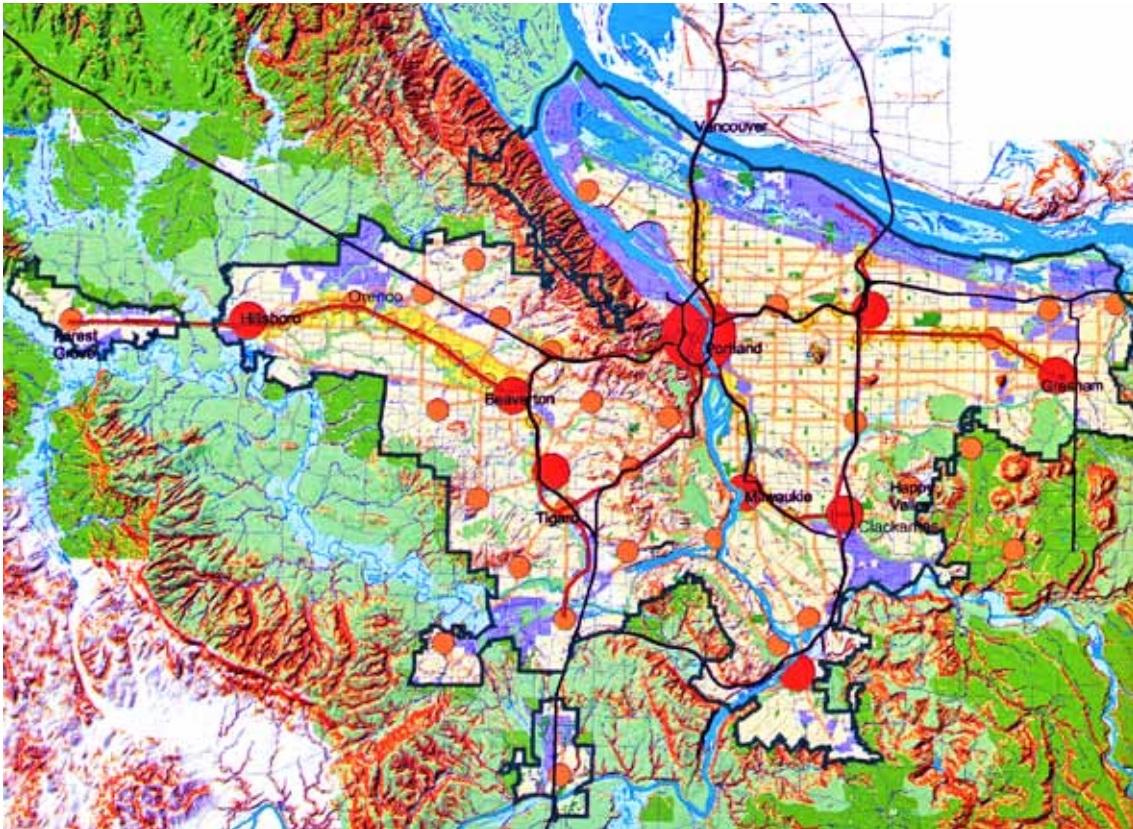 Vancouver
Orenco
Hillsboro
Forest
Grove
Portland
Beaverton
Gresham
Milwaukie
Happy
Valley
Tigard
Clackamas